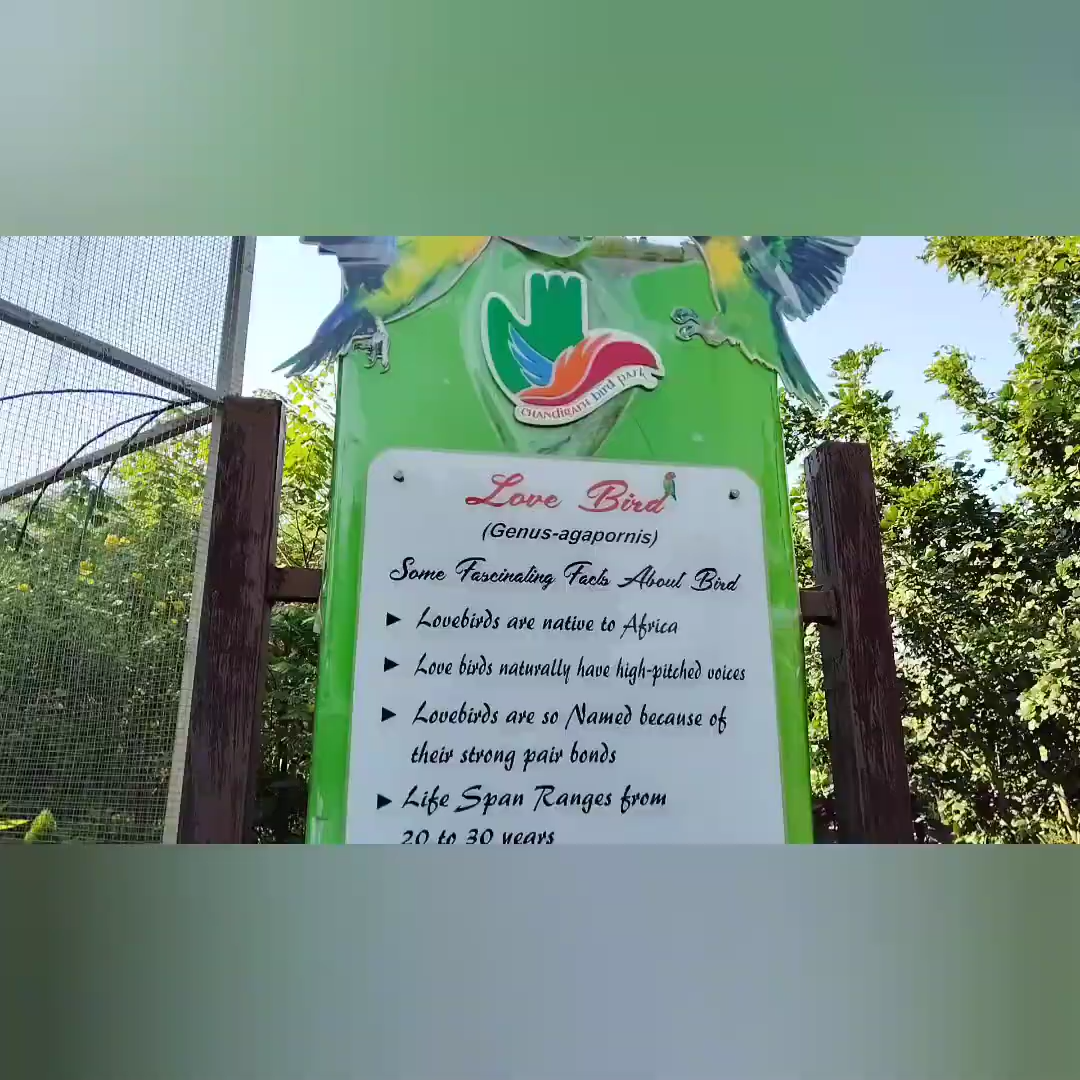 CHANDIGARH bird park
Love Bird
(Genus-agapornis)
Some Fascinating Facts About Bird
► Lovebirds are native to Africa
► Love birds naturally have high-pitched voices
► Lovebirds are so Named because of
their strong pair bonds
► Life Span Ranges from
20 to 30 years